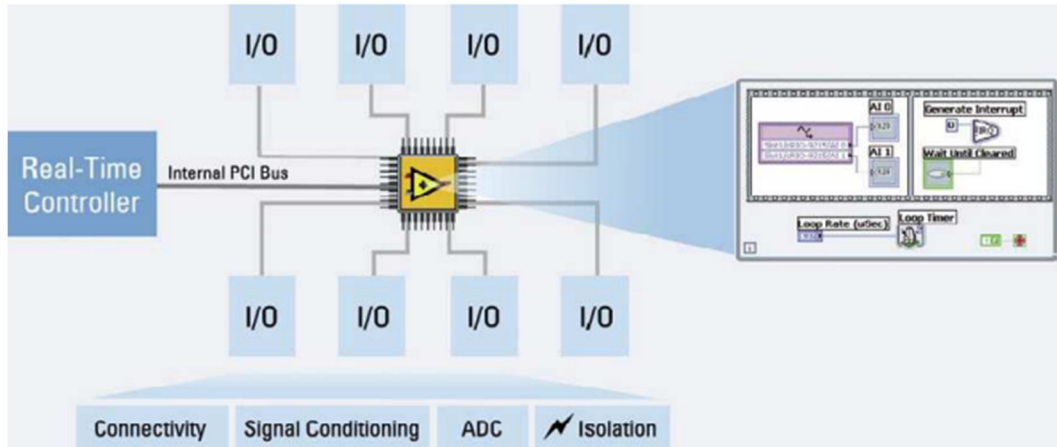 I/O
I/O
I/O
I/O
Real-Time
Controller
Internal PCI Bus
I/O
I/O
I/O
I/O
Connectivity
Signal Conditioning
ADC
Isolation
AI 0
AI 1
Generate Interrupt
IRQ
Wait Until Cleared
Loop Rate (uSec)
Loop Timer
i